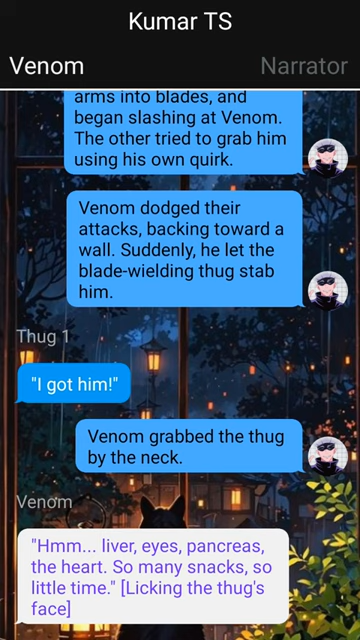 Kumar TS
Venom Narrator
arms into blades, and
began slashing at Venom.
The other tried to grab him
using his own quirk.
Venom dodged their
attacks, backing toward a
wall. Suddenly, he let the
blade-wielding thug stab
him.
Thug 1
"I got him!"
Venom grabbed the thug
by the neck.
Venom
"Hmm... liver, eyes, pancreas,
the heart. So many snacks, so
little time." [Licking the thug's
face]